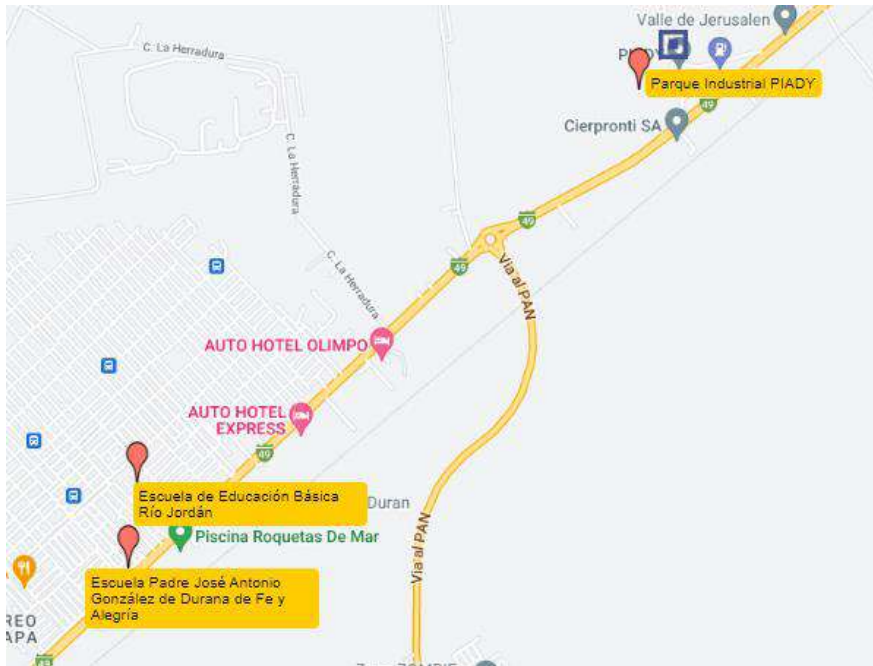 Valle de Jerusalen
Parque Industrial PIADY
49
Cierpronti SA
C. La Herradura
C. La Herradura
49
C. La Herradura
49
Vía al PAN
AUTO HOTEL OLIMPO
AUTO HOTEL
EXPRESS
49
Escuela de Educación Básica
Río Jordán
Duran
Piscina Roquetas De Mar
Vía al PAN
Escuela Padre José Antonio
González de Durana de Fe y
Alegría
49